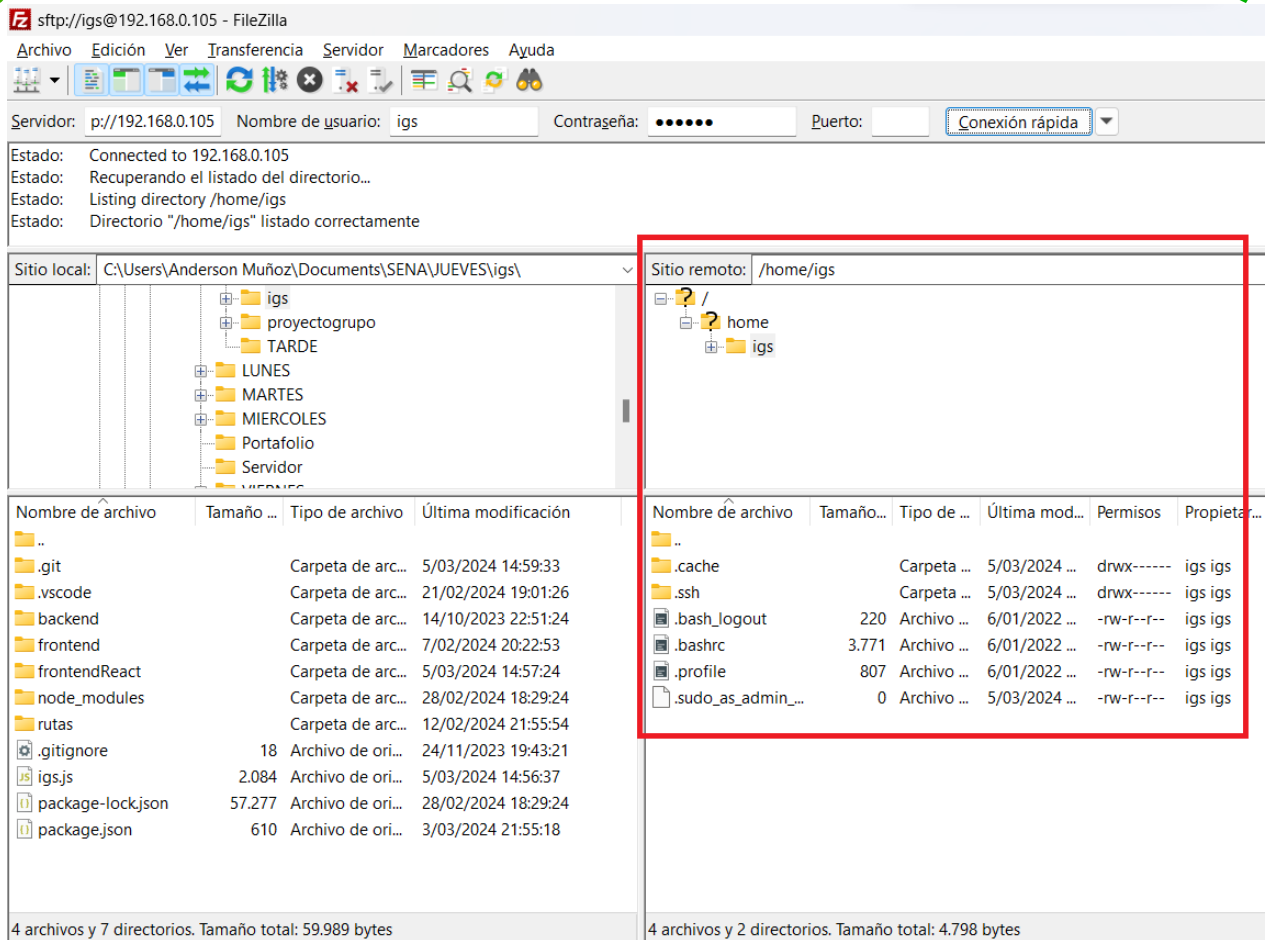 sftp://igs@192.168.0.105 - FileZilla
Archivo Edición Ver Transferencia Servidor Marcadores Ayuda
Servidor: p://192.168.0.105 Nombre de usuario: igs Contraseña: ●●●●●● Puerto: Conexión rápida
Estado: Connected to 192.168.0.105
Estado: Recuperando el listado del directorio...
Estado: Listing directory /home/igs
Estado: Directorio "/home/igs" listado correctamente
Sitio local: C:\Users\Anderson Muñoz\Documents\SENA\JUEVES\igs\
igs
proyectogrupo
TARDE
LUNES
MARTES
MIERCOLES
Portafolio
Servidor
VIERNES
Nombre de archivo Tamaño ... Tipo de archivo Última modificación
..
.git Carpeta de arc... 5/03/2024 14:59:33
.vscode Carpeta de arc... 21/02/2024 19:01:26
backend Carpeta de arc... 14/10/2023 22:51:24
frontend Carpeta de arc... 7/02/2024 20:22:53
frontendReact Carpeta de arc... 5/03/2024 14:57:24
node_modules Carpeta de arc... 28/02/2024 18:29:24
rutas Carpeta de arc... 12/02/2024 21:55:54
.gitignore 18 Archivo de ori... 24/11/2023 19:43:21
igs.js 2.084 Archivo de ori... 5/03/2024 14:56:37
package-lock.json 57.277 Archivo de ori... 28/02/2024 18:29:24
package.json 610 Archivo de ori... 3/03/2024 21:55:18
4 archivos y 7 directorios. Tamaño total: 59.989 bytes
Sitio remoto: /home/igs
/
home
igs
Nombre de archivo Tamaño... Tipo de ... Última mod... Permisos Propietar...
..
.cache Carpeta ... 5/03/2024 ... drwx------ igs igs
.ssh Carpeta ... 5/03/2024 ... drwx------ igs igs
.bash_logout 220 Archivo ... 6/01/2022 ... -rw-r--r-- igs igs
.bashrc 3.771 Archivo ... 6/01/2022 ... -rw-r--r-- igs igs
.profile 807 Archivo ... 6/01/2022 ... -rw-r--r-- igs igs
.sudo_as_admin_... 0 Archivo ... 5/03/2024 ... -rw-r--r-- igs igs
4 archivos y 2 directorios. Tamaño total: 4.798 bytes